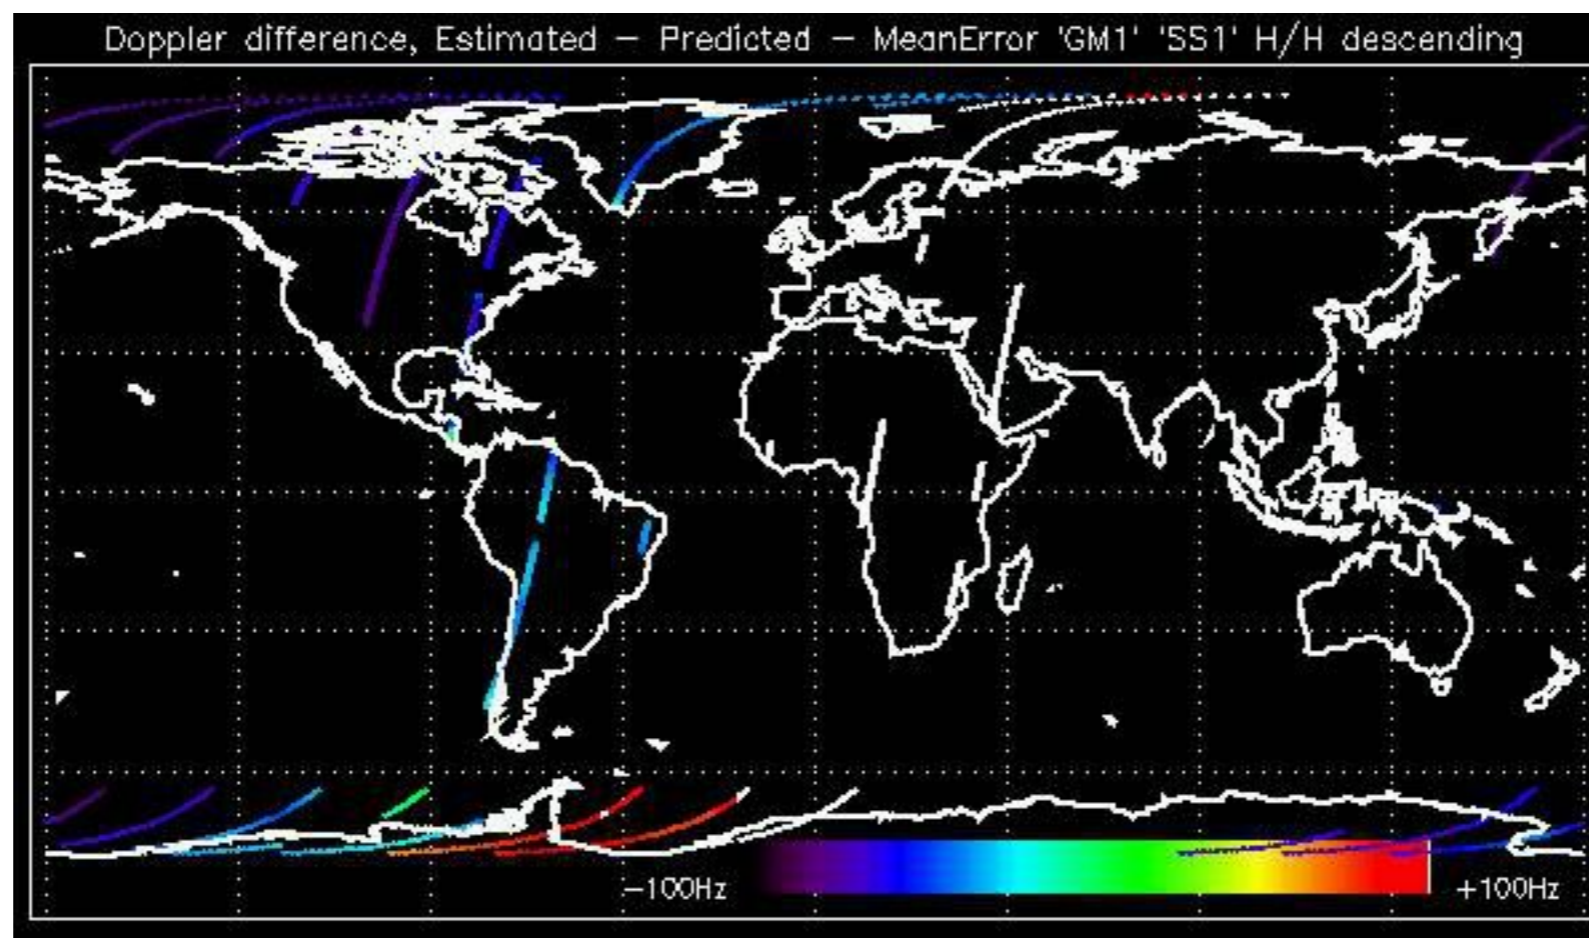 Doppler difference, Estimated − Predicted − MeanError 'GM1' 'SS1' H/H descending
−100Hz
+100Hz